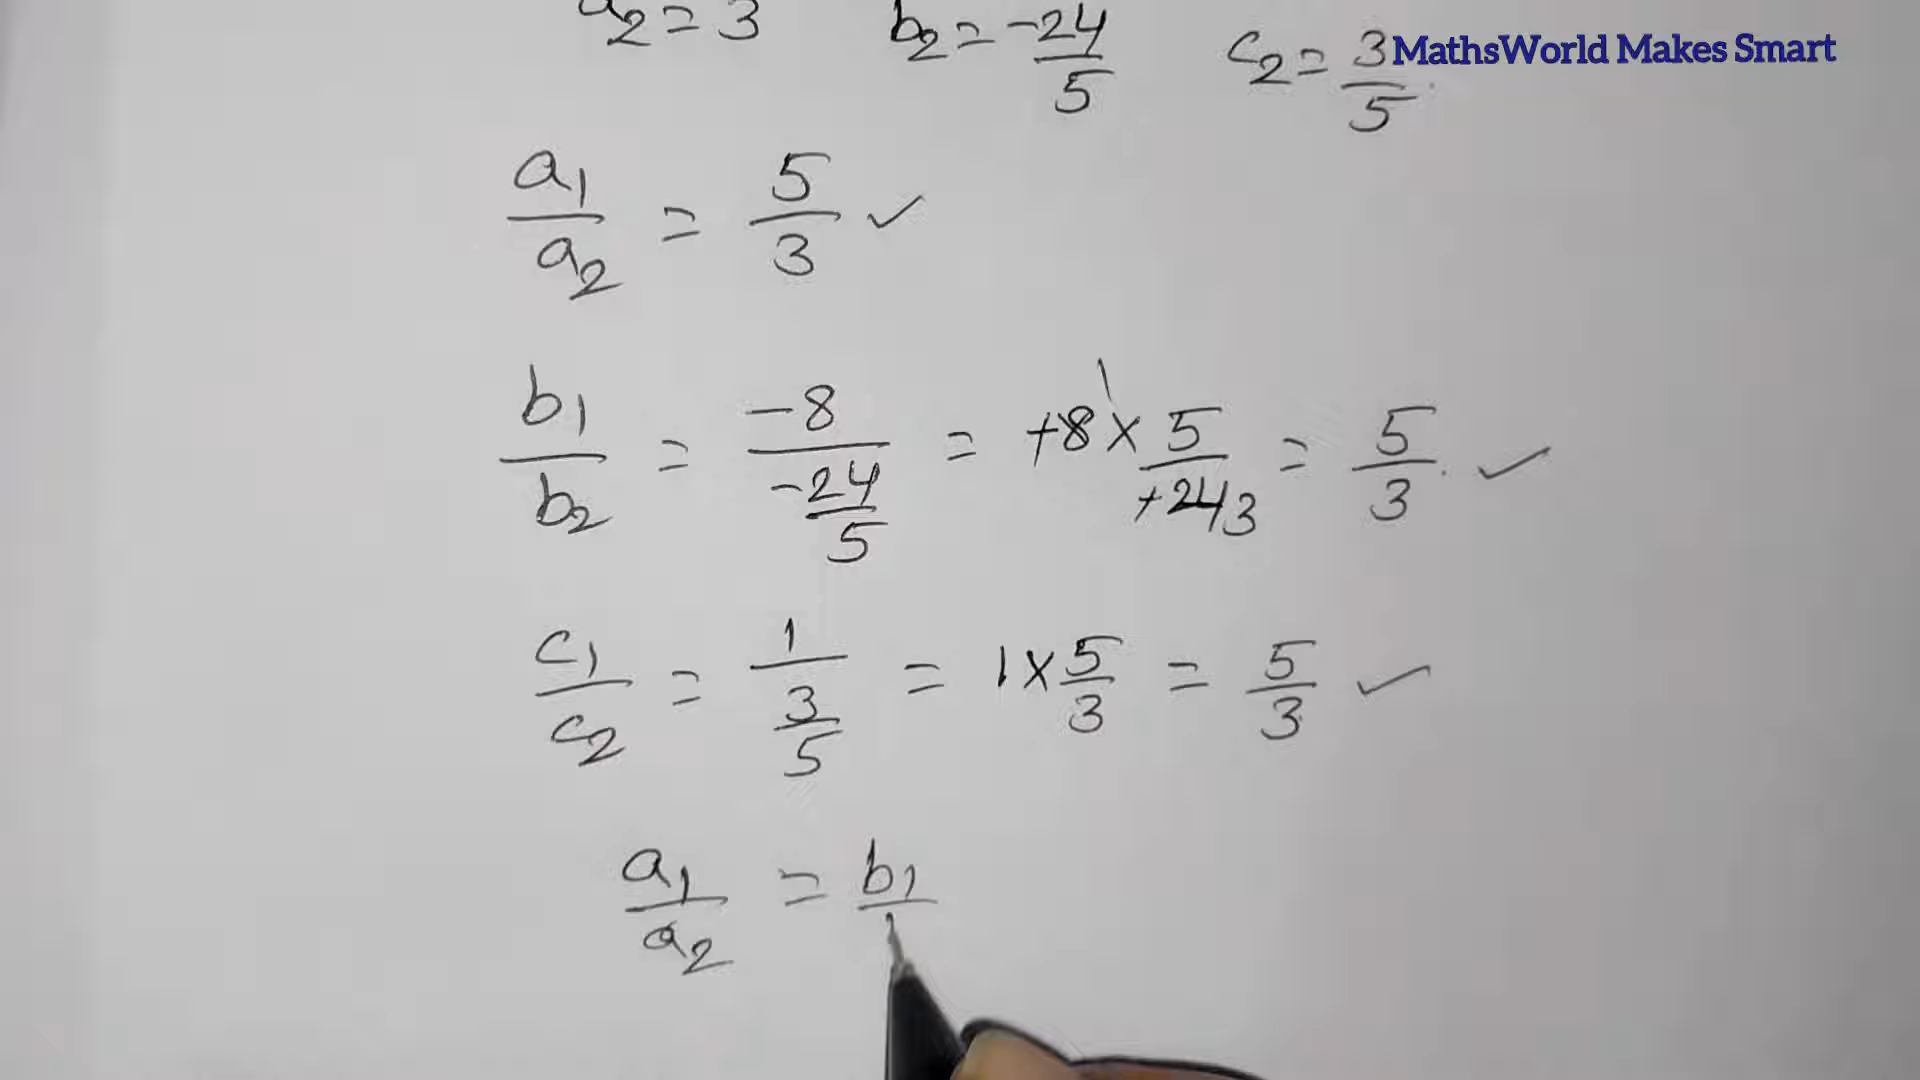 a2 = 3 b2 = -24/5 c2 = 3/5
MathsWorld Makes Smart
a1/a2 = 5/3 ✓
b1/b2 = -8/(-24/5) = +8 1 × 5/+24 3 = 5/3 ✓
c1/c2 = 1/(3/5) = 1 × 5/3 = 5/3 ✓
a1/a2 = b1/